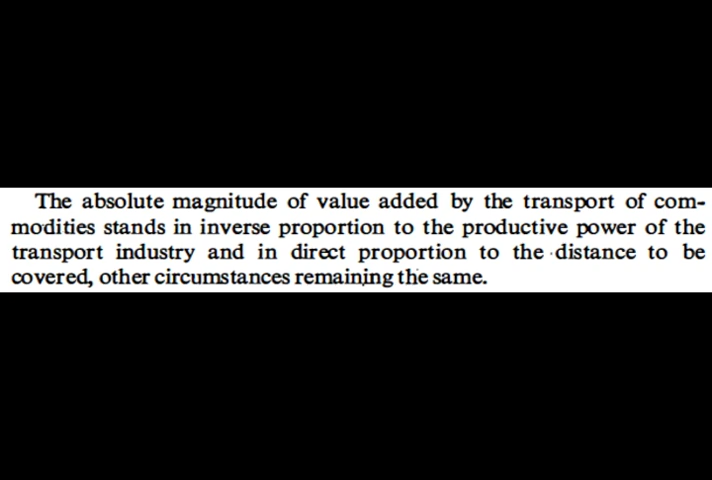 The absolute magnitude of value added by the transport of com-
modities stands in inverse proportion to the productive power of the
transport industry and in direct proportion to the distance to be
covered, other circumstances remaining the same.